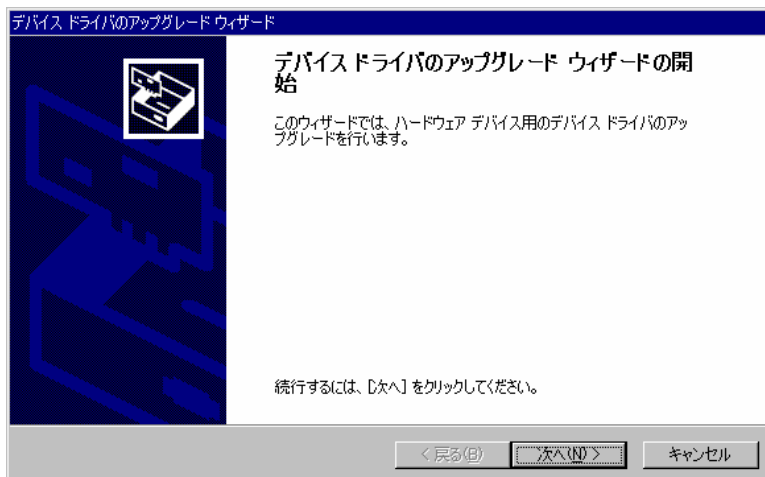 デバイス ドライバのアップグレード ウィザード
デバイス ドライバのアップグレード ウィザードの開
始
このウィザードでは、ハードウェア デバイス用のデバイス ドライバのアッ
プグレードを行います。
続行するには、[次へ] をクリックしてください。
< 戻る(B)
次へ(N) >
キャンセル